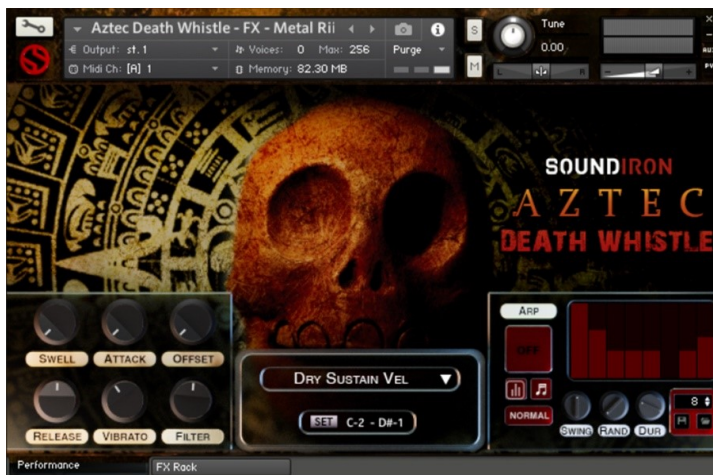 Aztec Death Whistle - FX - Metal Rii
Output: st.1
Voices: 0 Max: 256
Purge
Midi Ch: [A] 1
Memory: 82.30 MB
S
M
Tune
0.00
L R
- +
SOUNDIRON
AZTEC
DEATH WHISTLE
SWELL ATTACK OFFSET
RELEASE VIBRATO FILTER
DRY SUSTAIN VEL
SET C-2 - D#-1
ARP
OFF
NORMAL
SWING RAND DUR
8
Performance
FX Rack